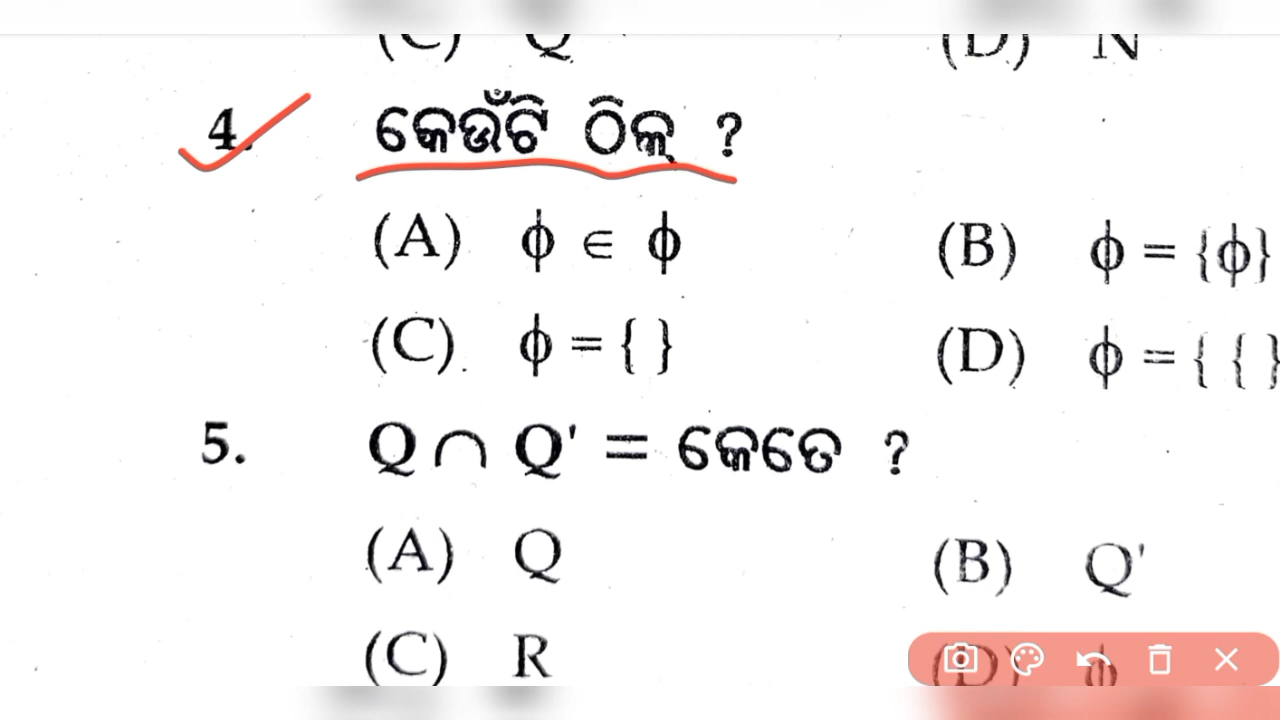 (C) Q (D) N
4. କେଉଁଟି ଠିକ୍ ?
(A) ϕ ∈ ϕ (B) ϕ = {ϕ}
(C) ϕ = { } (D) ϕ = { { }
5. Q ∩ Q' = କେତେ ?
(A) Q (B) Q'
(C) R (D) ϕ